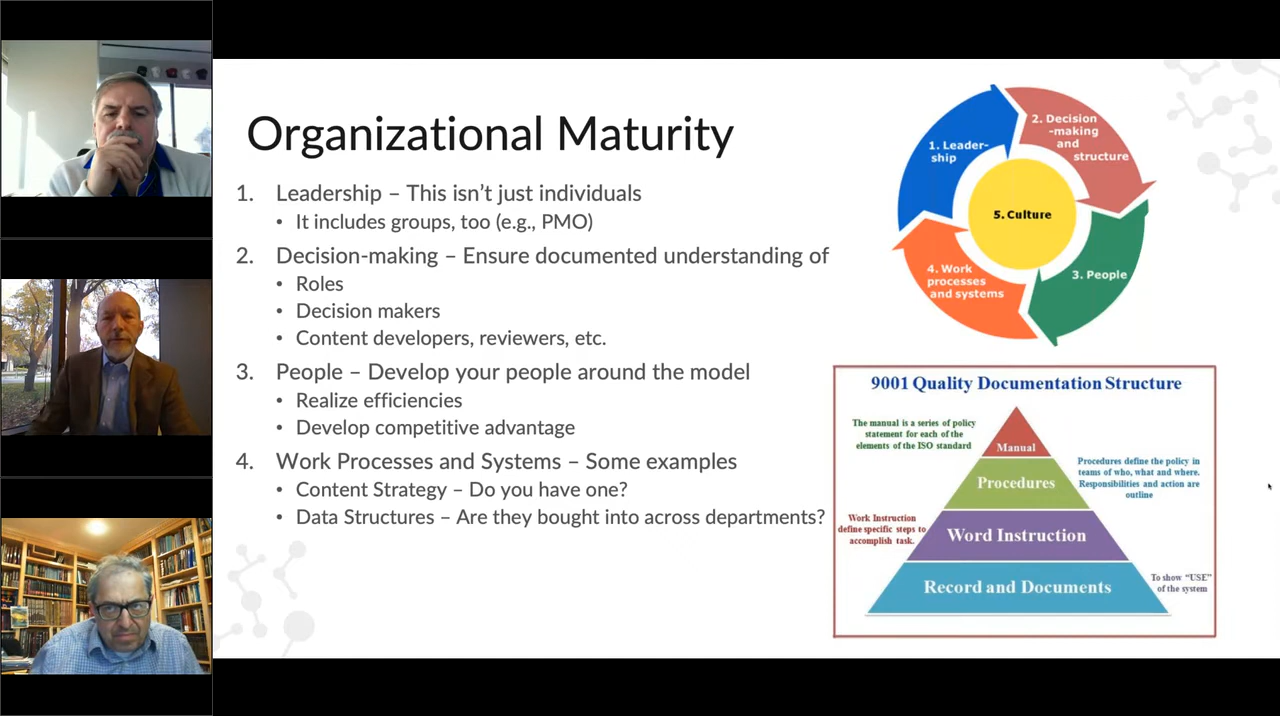 Organizational Maturity
1. Leadership – This isn't just individuals
• It includes groups, too (e.g., PMO)
2. Decision-making – Ensure documented understanding of
• Roles
• Decision makers
• Content developers, reviewers, etc.
3. People – Develop your people around the model
• Realize efficiencies
• Develop competitive advantage
4. Work Processes and Systems – Some examples
• Content Strategy – Do you have one?
• Data Structures – Are they bought into across departments?
1. Leader-
ship
2. Decision
-making
and
structure
5. Culture
3. People
4. Work
processes
and systems
9001 Quality Documentation Structure
The manual is a series of policy
statement for each of the
elements of the ISO standard
Manual
Procedures
Procedures define the policy in
teams of who, what and where.
Responsibilities and action are
outline
Work Instruction
define specific steps to
accomplish task.
Word Instruction
Record and Documents
To show “USE”
of the system